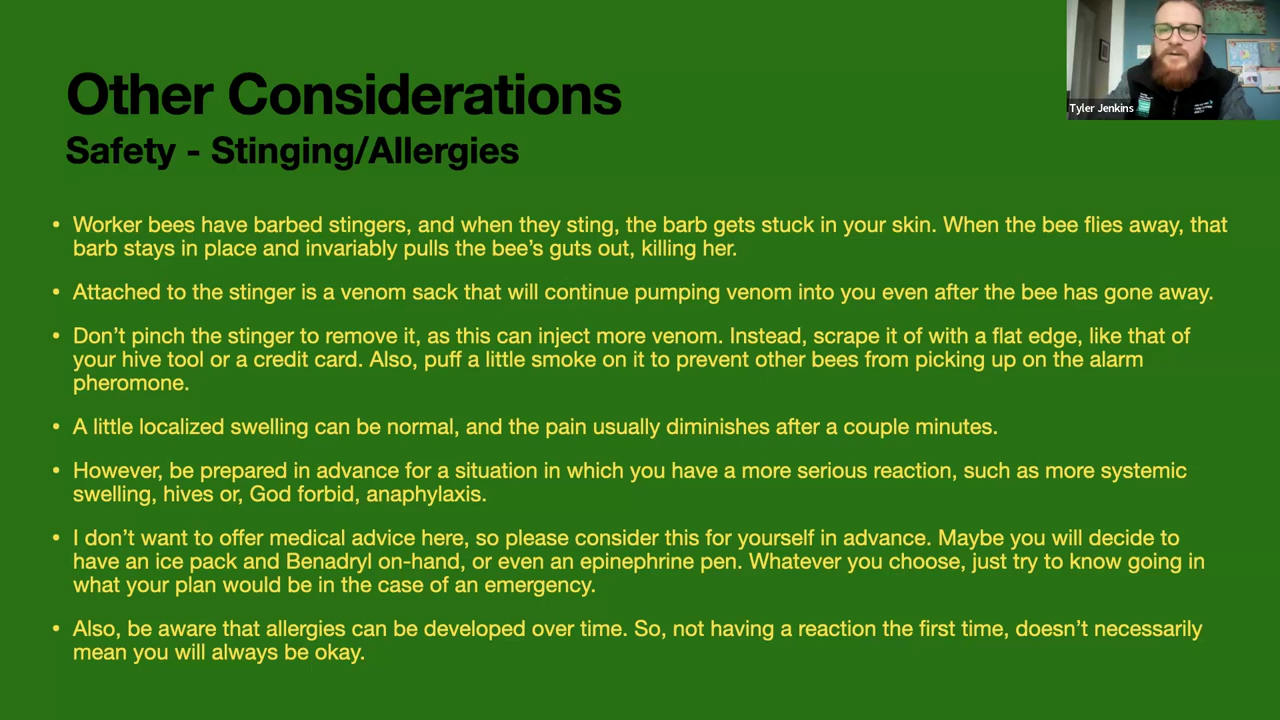 Other Considerations
Safety - Stinging/Allergies
• Worker bees have barbed stingers, and when they sting, the barb gets stuck in your skin. When the bee flies away, that
barb stays in place and invariably pulls the bee's guts out, killing her.
• Attached to the stinger is a venom sack that will continue pumping venom into you even after the bee has gone away.
• Don't pinch the stinger to remove it, as this can inject more venom. Instead, scrape it of with a flat edge, like that of
your hive tool or a credit card. Also, puff a little smoke on it to prevent other bees from picking up on the alarm
pheromone.
• A little localized swelling can be normal, and the pain usually diminishes after a couple minutes.
• However, be prepared in advance for a situation in which you have a more serious reaction, such as more systemic
swelling, hives or, God forbid, anaphylaxis.
• I don't want to offer medical advice here, so please consider this for yourself in advance. Maybe you will decide to
have an ice pack and Benadryl on-hand, or even an epinephrine pen. Whatever you choose, just try to know going in
what your plan would be in the case of an emergency.
• Also, be aware that allergies can be developed over time. So, not having a reaction the first time, doesn't necessarily
mean you will always be okay.
Tyler Jenkins